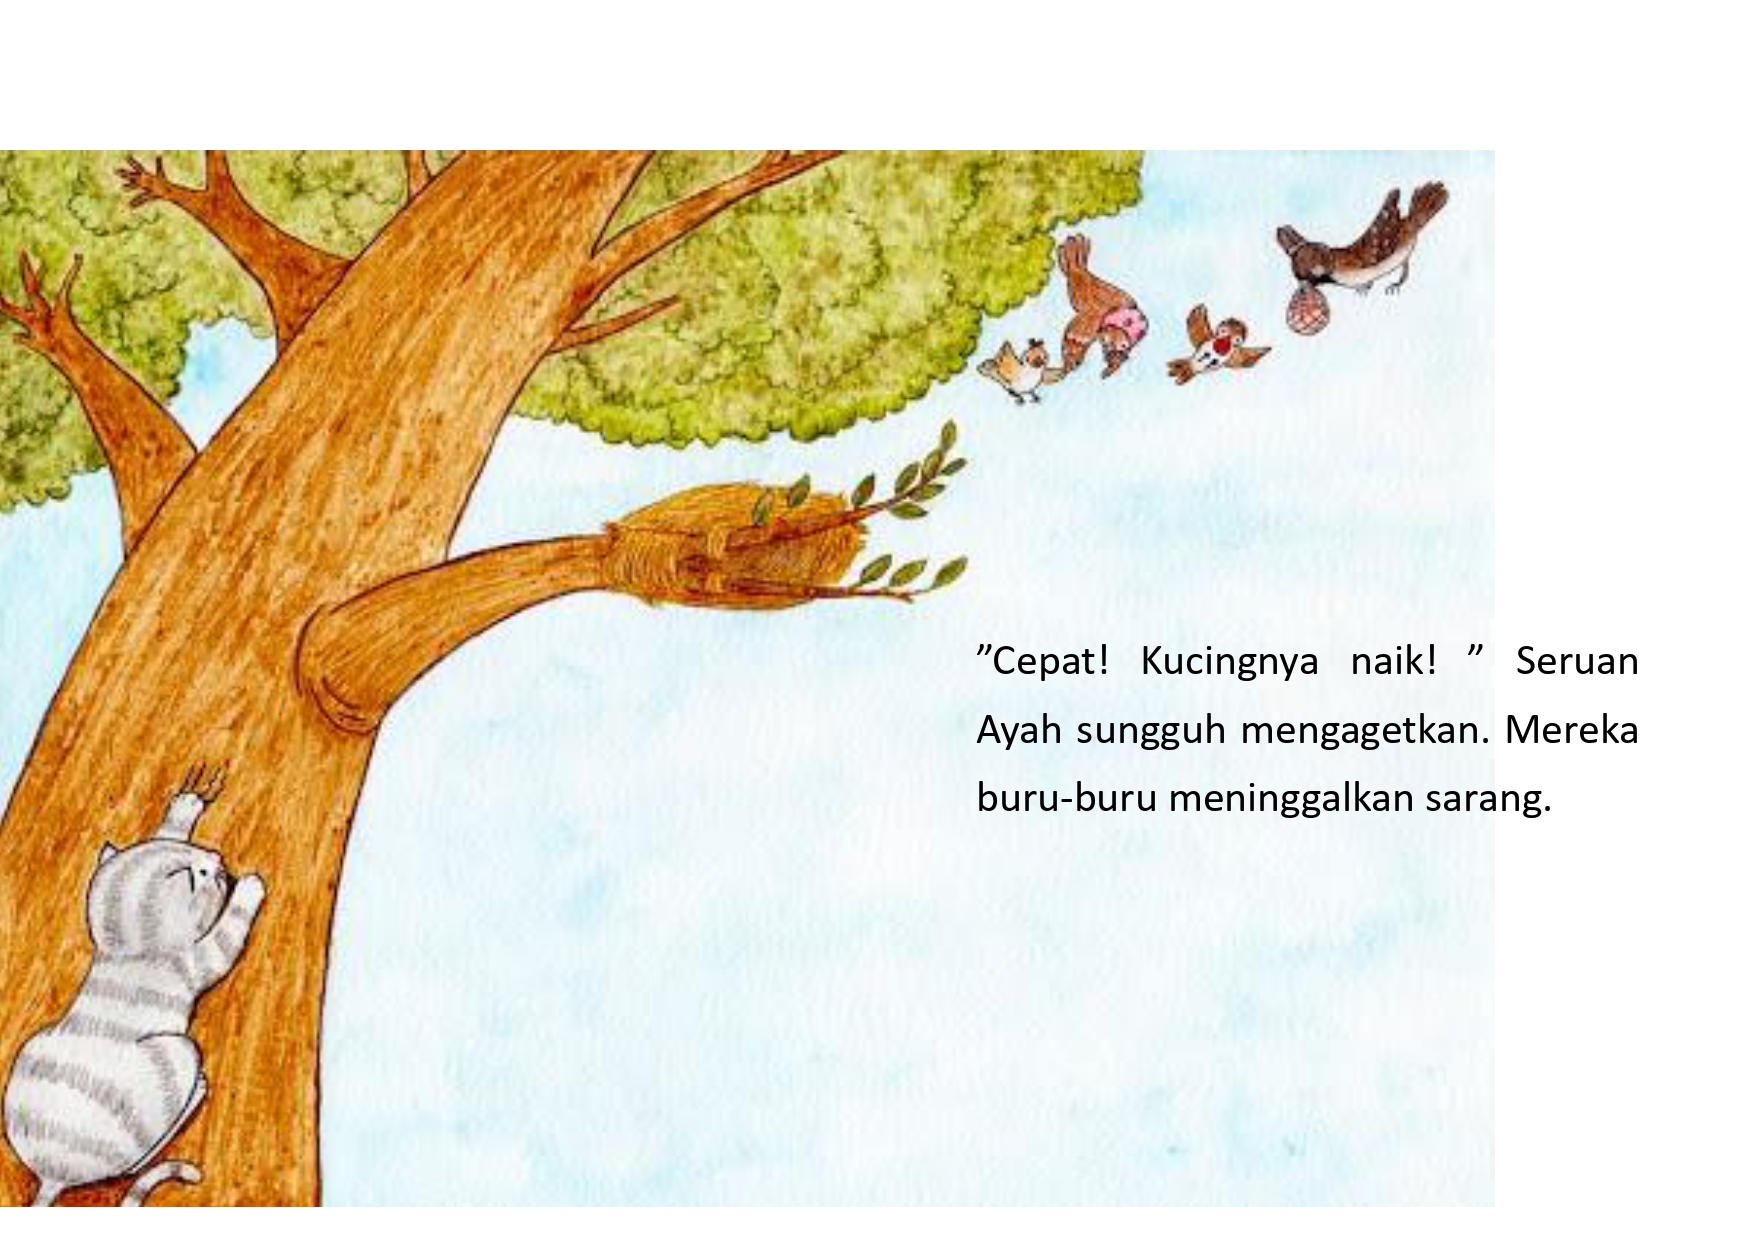 ”Cepat! Kucingnya naik! ” Seruan
Ayah sungguh mengagetkan. Mereka
buru-buru meninggalkan sarang.